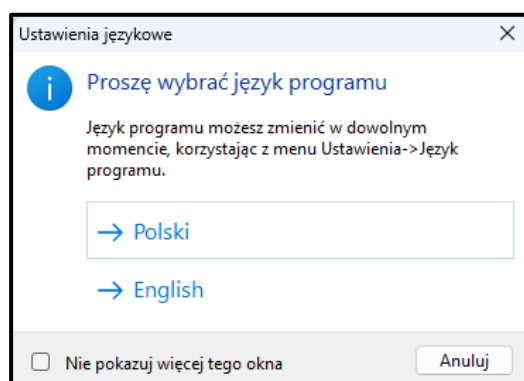 Ustawienia językowe
Proszę wybrać język programu
Język programu możesz zmienić w dowolnym
momencie, korzystając z menu Ustawienia->Język
programu.
Polski
English
Nie pokazuj więcej tego okna
Anuluj